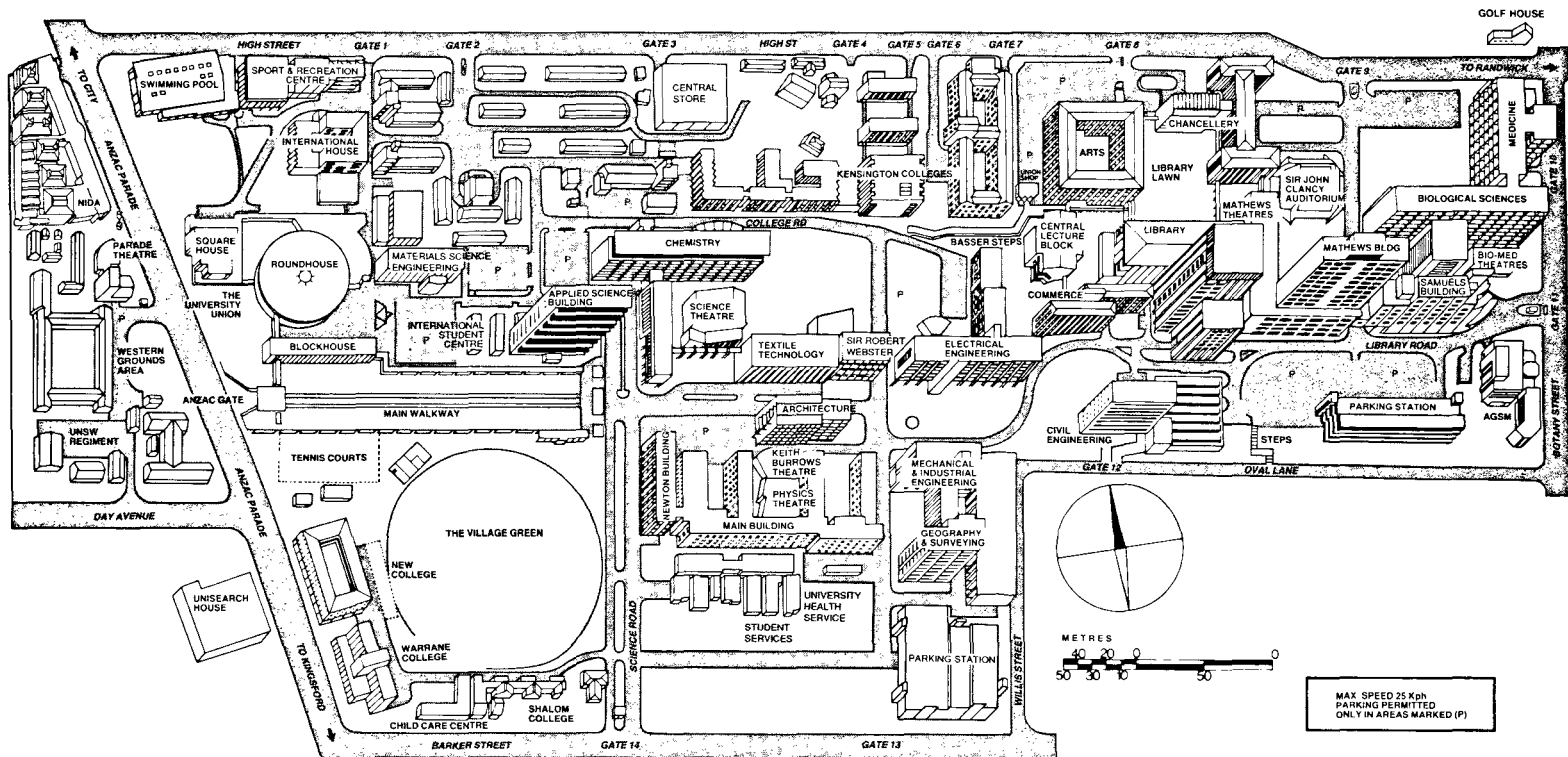 GOLF HOUSE
HIGH STREET
GATE 1
GATE 2
GATE 3
HIGH ST
GATE 4
GATE 5
GATE 6
GATE 7
GATE 8
GATE 9
TO RANDWICK
TO CITY
SWIMMING POOL
SPORT & RECREATION
CENTRE
CENTRAL
STORE
P
P
P
P
CHANCELLERY
MEDICINE
GATE 10
ANZAC PARADE
INTERNATIONAL
HOUSE
ARTS
P
LIBRARY
LAWN
KENSINGTON COLLEGES
UNION
SHOP
SIR JOHN
CLANCY
AUDITORIUM
NIDA
P
BIOLOGICAL SCIENCES
MATHEWS
THEATRES
COLLEGE RD
SQUARE
HOUSE
PARADE
THEATRE
CHEMISTRY
BASSER STEPS
CENTRAL
LECTURE
BLOCK
LIBRARY
MATHEWS BLDG
BIO-MED
THEATRES
ROUNDHOUSE
MATERIALS SCIENCE
ENGINEERING
P
SAMUELS
BUILDING
THE
UNIVERSITY
UNION
APPLIED SCIENCE
BUILDING
SCIENCE
THEATRE
P
COMMERCE
GATE 11
P
INTERNATIONAL
STUDENT
CENTRE
P
BLOCKHOUSE
TEXTILE
TECHNOLOGY
SIR ROBERT
WEBSTER
ELECTRICAL
ENGINEERING
LIBRARY ROAD
WESTERN
GROUNDS
AREA
P
P
ANZAC GATE
MAIN WALKWAY
ARCHITECTURE
PARKING STATION
AGSM
BOTANY STREET
UNSW
REGIMENT
P
CIVIL
ENGINEERING
STEPS
TENNIS COURTS
NEWTON BUILDING
KEITH
BURROWS
THEATRE
MECHANICAL
& INDUSTRIAL
ENGINEERING
GATE 12
OVAL LANE
ANZAC PARADE
PHYSICS
THEATRE
DAY AVENUE
THE VILLAGE GREEN
MAIN BUILDING
GEOGRAPHY
& SURVEYING
NEW
COLLEGE
UNISEARCH
HOUSE
UNIVERSITY
HEALTH
SERVICE
STUDENT
SERVICES
SCIENCE ROAD
WARRANE
COLLEGE
TO KINGSFORD
PARKING STATION
WILLIS STREET
METRES
40 20 0 0
50 30 10 50
CHILD CARE CENTRE
SHALOM
COLLEGE
MAX SPEED 25 Kph
PARKING PERMITTED
ONLY IN AREAS MARKED (P)
BARKER STREET
GATE 14
GATE 13